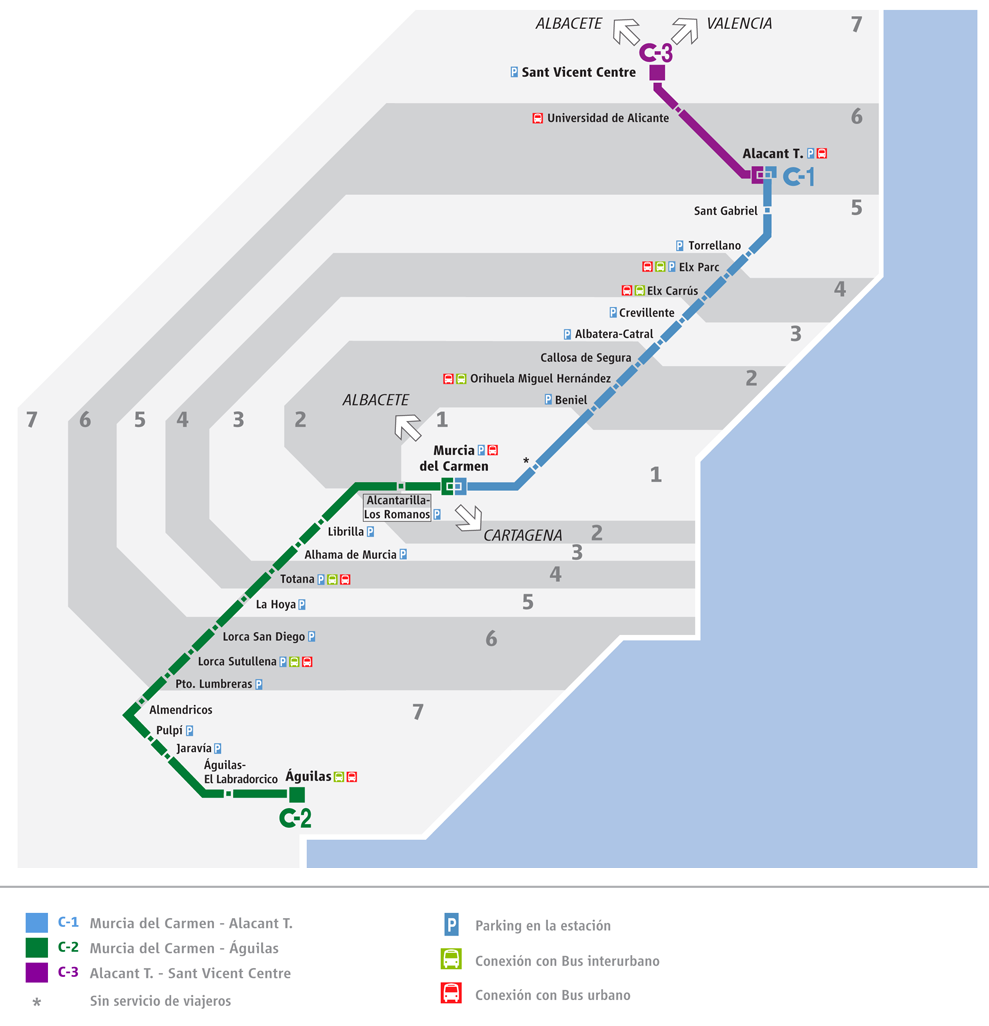 ALBACETE
VALENCIA
7
C-3
Sant Vicent Centre
Universidad de Alicante
6
Alacant T.
C-1
Sant Gabriel
5
Torrellano
Elx Parc
4
Elx Carrús
Crevillente
3
Albatera-Catral
Callosa de Segura
Orihuela Miguel Hernández
2
Beniel
ALBACETE
7
6
5
4
3
2
1
Murcia
del Carmen
*
1
Alcantarilla-
Los Romanos
CARTAGENA
2
Librilla
3
Alhama de Murcia
4
Totana
5
La Hoya
6
Lorca San Diego
Lorca Sutullena
Pto. Lumbreras
7
Almendricos
Pulpí
Jaravía
Águilas-
El Labradorcico
Águilas
C-2
C-1 Murcia del Carmen - Alacant T.
C-2 Murcia del Carmen - Águilas
C-3 Alacant T. - Sant Vicent Centre
* Sin servicio de viajeros
P Parking en la estación
Conexión con Bus interurbano
Conexión con Bus urbano